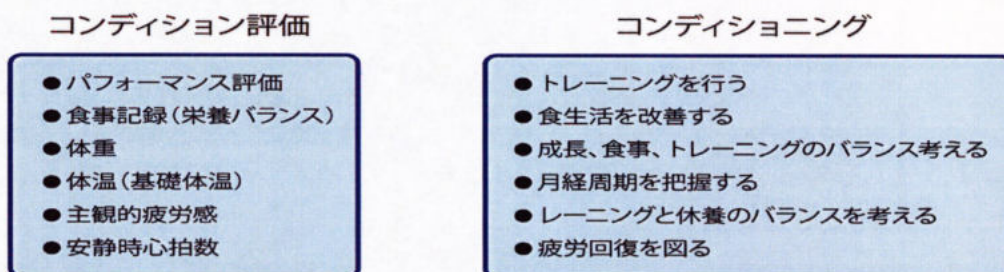 コンディション評価
●パフォーマンス評価
●食事記録(栄養バランス)
●体重
●体温(基礎体温)
●主観的疲労感
●安静時心拍数
コンディショニング
●トレーニングを行う
●食生活を改善する
●成長、食事、トレーニングのバランス考える
●月経周期を把握する
●レーニングと休養のバランスを考える
●疲労回復を図る